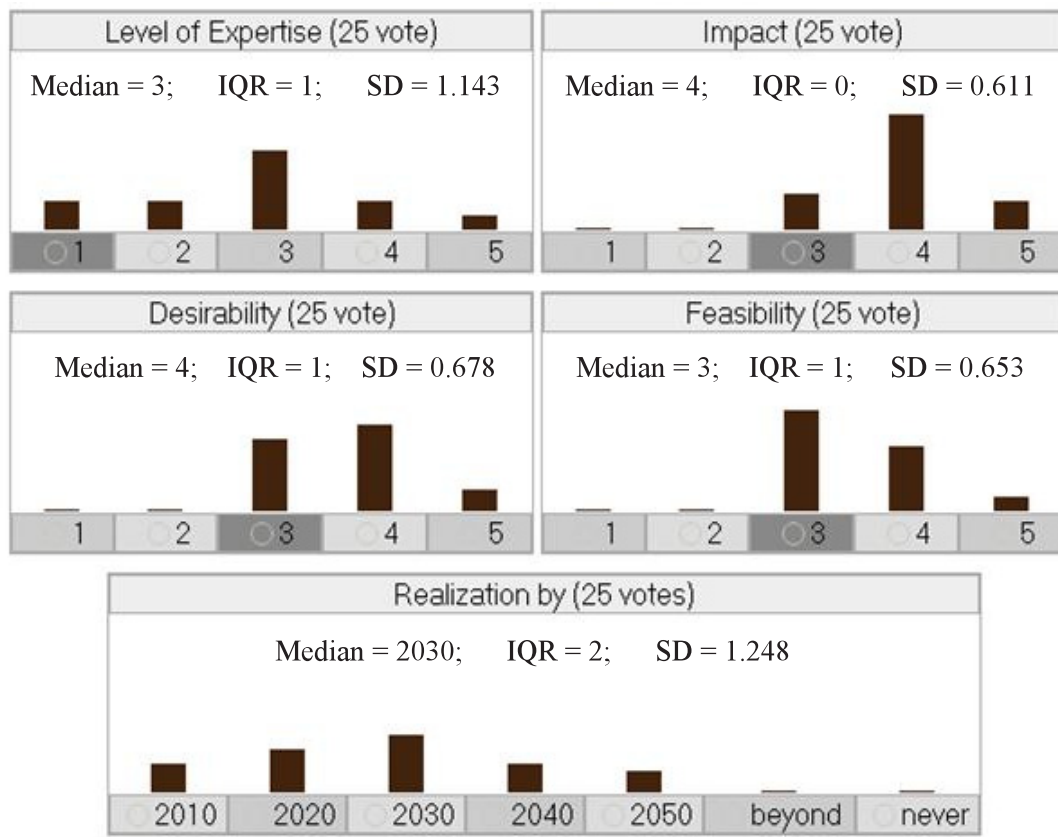 Level of Expertise (25 vote)
Median = 3; IQR = 1; SD = 1.143
1 2 3 4 5
Impact (25 vote)
Median = 4; IQR = 0; SD = 0.611
1 2 3 4 5
Desirability (25 vote)
Median = 4; IQR = 1; SD = 0.678
1 2 3 4 5
Feasibility (25 vote)
Median = 3; IQR = 1; SD = 0.653
1 2 3 4 5
Realization by (25 votes)
Median = 2030; IQR = 2; SD = 1.248
2010 2020 2030 2040 2050 beyond never